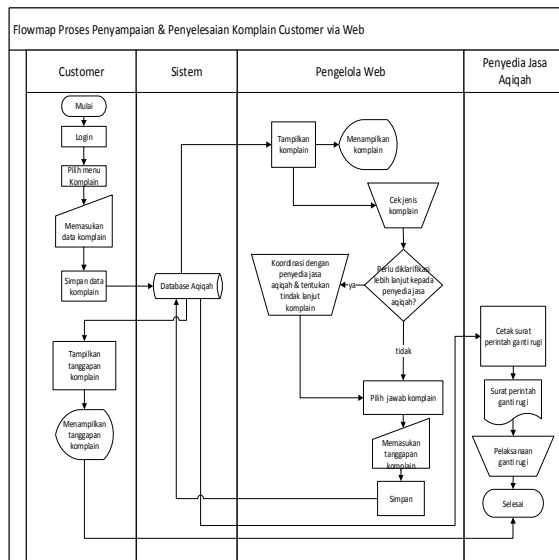 Flowmap Proses Penyampaian & Penyelesaian Komplain Customer via Web
Customer
Sistem
Pengelola Web
Penyedia Jasa
Aqiqah
Mulai
Login
Pilih menu
Komplain
Memasukan
data komplain
Simpan data
komplain
Tampilkan
tanggapan
komplain
Menampilkan
tanggapan
komplain
Database Aqiqah
Tampilkan
komplain
Menampilkan
komplain
Cek jenis
komplain
Perlu diklarifikasi
lebih lanjut kepada
penyedia jasa
aqiqah?
ya
Koordinasi dengan
penyedia jasa
aqiqah & tentukan
tindak lanjut
komplain
tidak
Pilih jawab komplain
Memasukan
tanggapan
komplain
Simpan
Cetak surat
perintah ganti rugi
Surat perintah
ganti rugi
Pelaksanaan
ganti rugi
Selesai